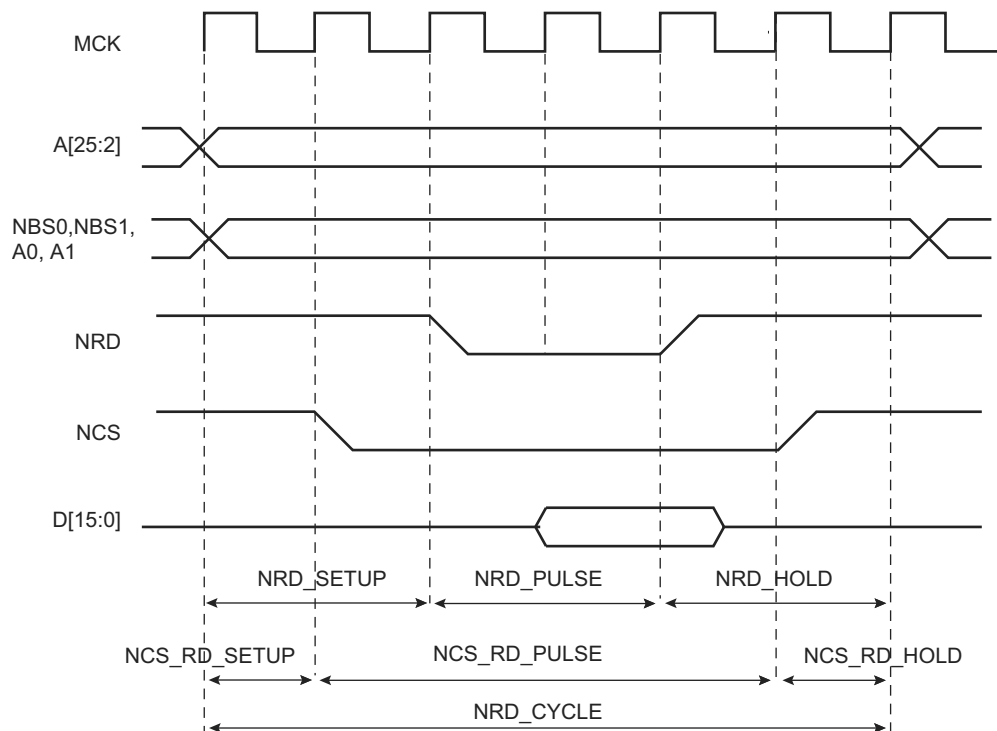 MCK
A[25:2]
NBS0,NBS1,
A0, A1
NRD
NCS
D[15:0]
NRD_SETUP NRD_PULSE NRD_HOLD
NCS_RD_SETUP NCS_RD_PULSE NCS_RD_HOLD
NRD_CYCLE